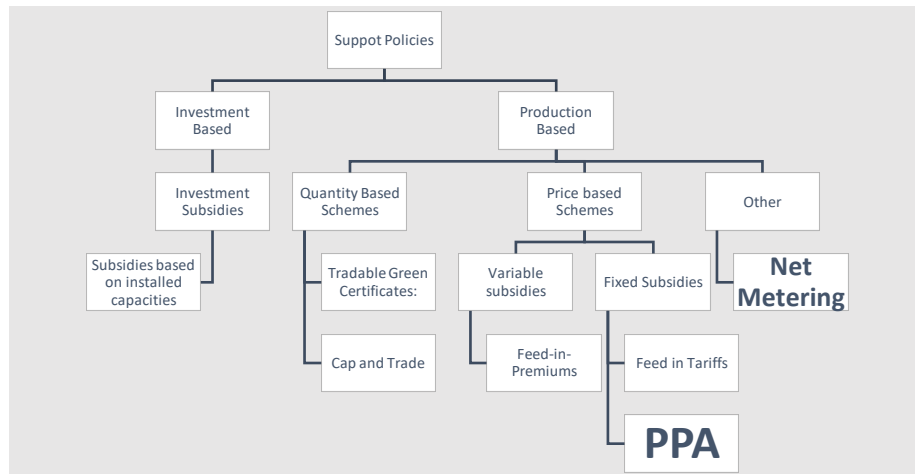 Suppot Policies
Investment
Based
Production
Based
Investment
Subsidies
Quantity Based
Schemes
Price based
Schemes
Other
Subsidies based
on installed
capacities
Tradable Green
Certificates:
Variable
subsidies
Fixed Subsidies
Net
Metering
Cap and Trade
Feed-in-
Premiums
Feed in Tariffs
PPA